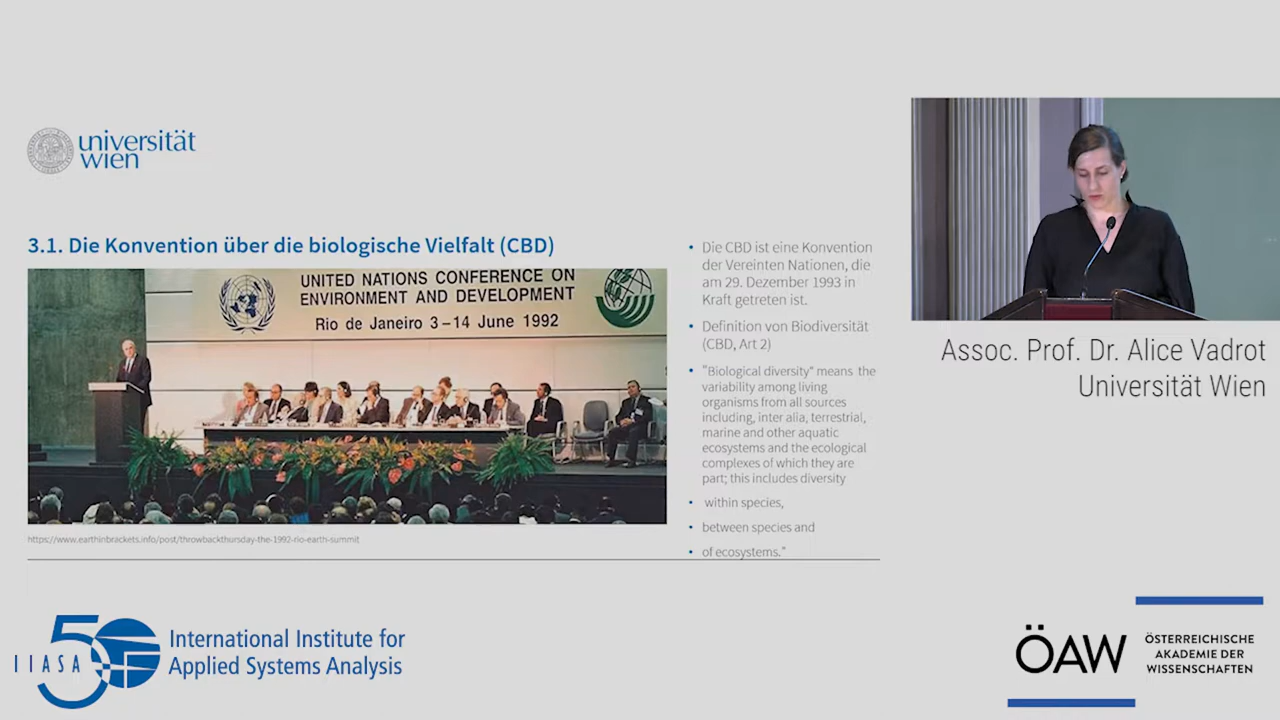 universität
wien
3.1. Die Konvention über die biologische Vielfalt (CBD)
UNITED NATIONS CONFERENCE ON
ENVIRONMENT AND DEVELOPMENT
Rio de Janeiro 3–14 June 1992
https://www.earthinbrackets.info/post/throwbackthursday-the-1992-rio-earth-summit
• Die CBD ist eine Konvention
der Vereinten Nationen, die
am 29. Dezember 1993 in
Kraft getreten ist.
• Definition von Biodiversität
(CBD, Art 2)
• "Biological diversity" means the
variability among living
organisms from all sources
including, inter alia, terrestrial,
marine and other aquatic
ecosystems and the ecological
complexes of which they are
part; this includes diversity
• within species,
• between species and
• of ecosystems."
Assoc. Prof. Dr. Alice Vadrot
Universität Wien
IIASA 50
International Institute for
Applied Systems Analysis
ÖAW
ÖSTERREICHISCHE
AKADEMIE DER
WISSENSCHAFTEN